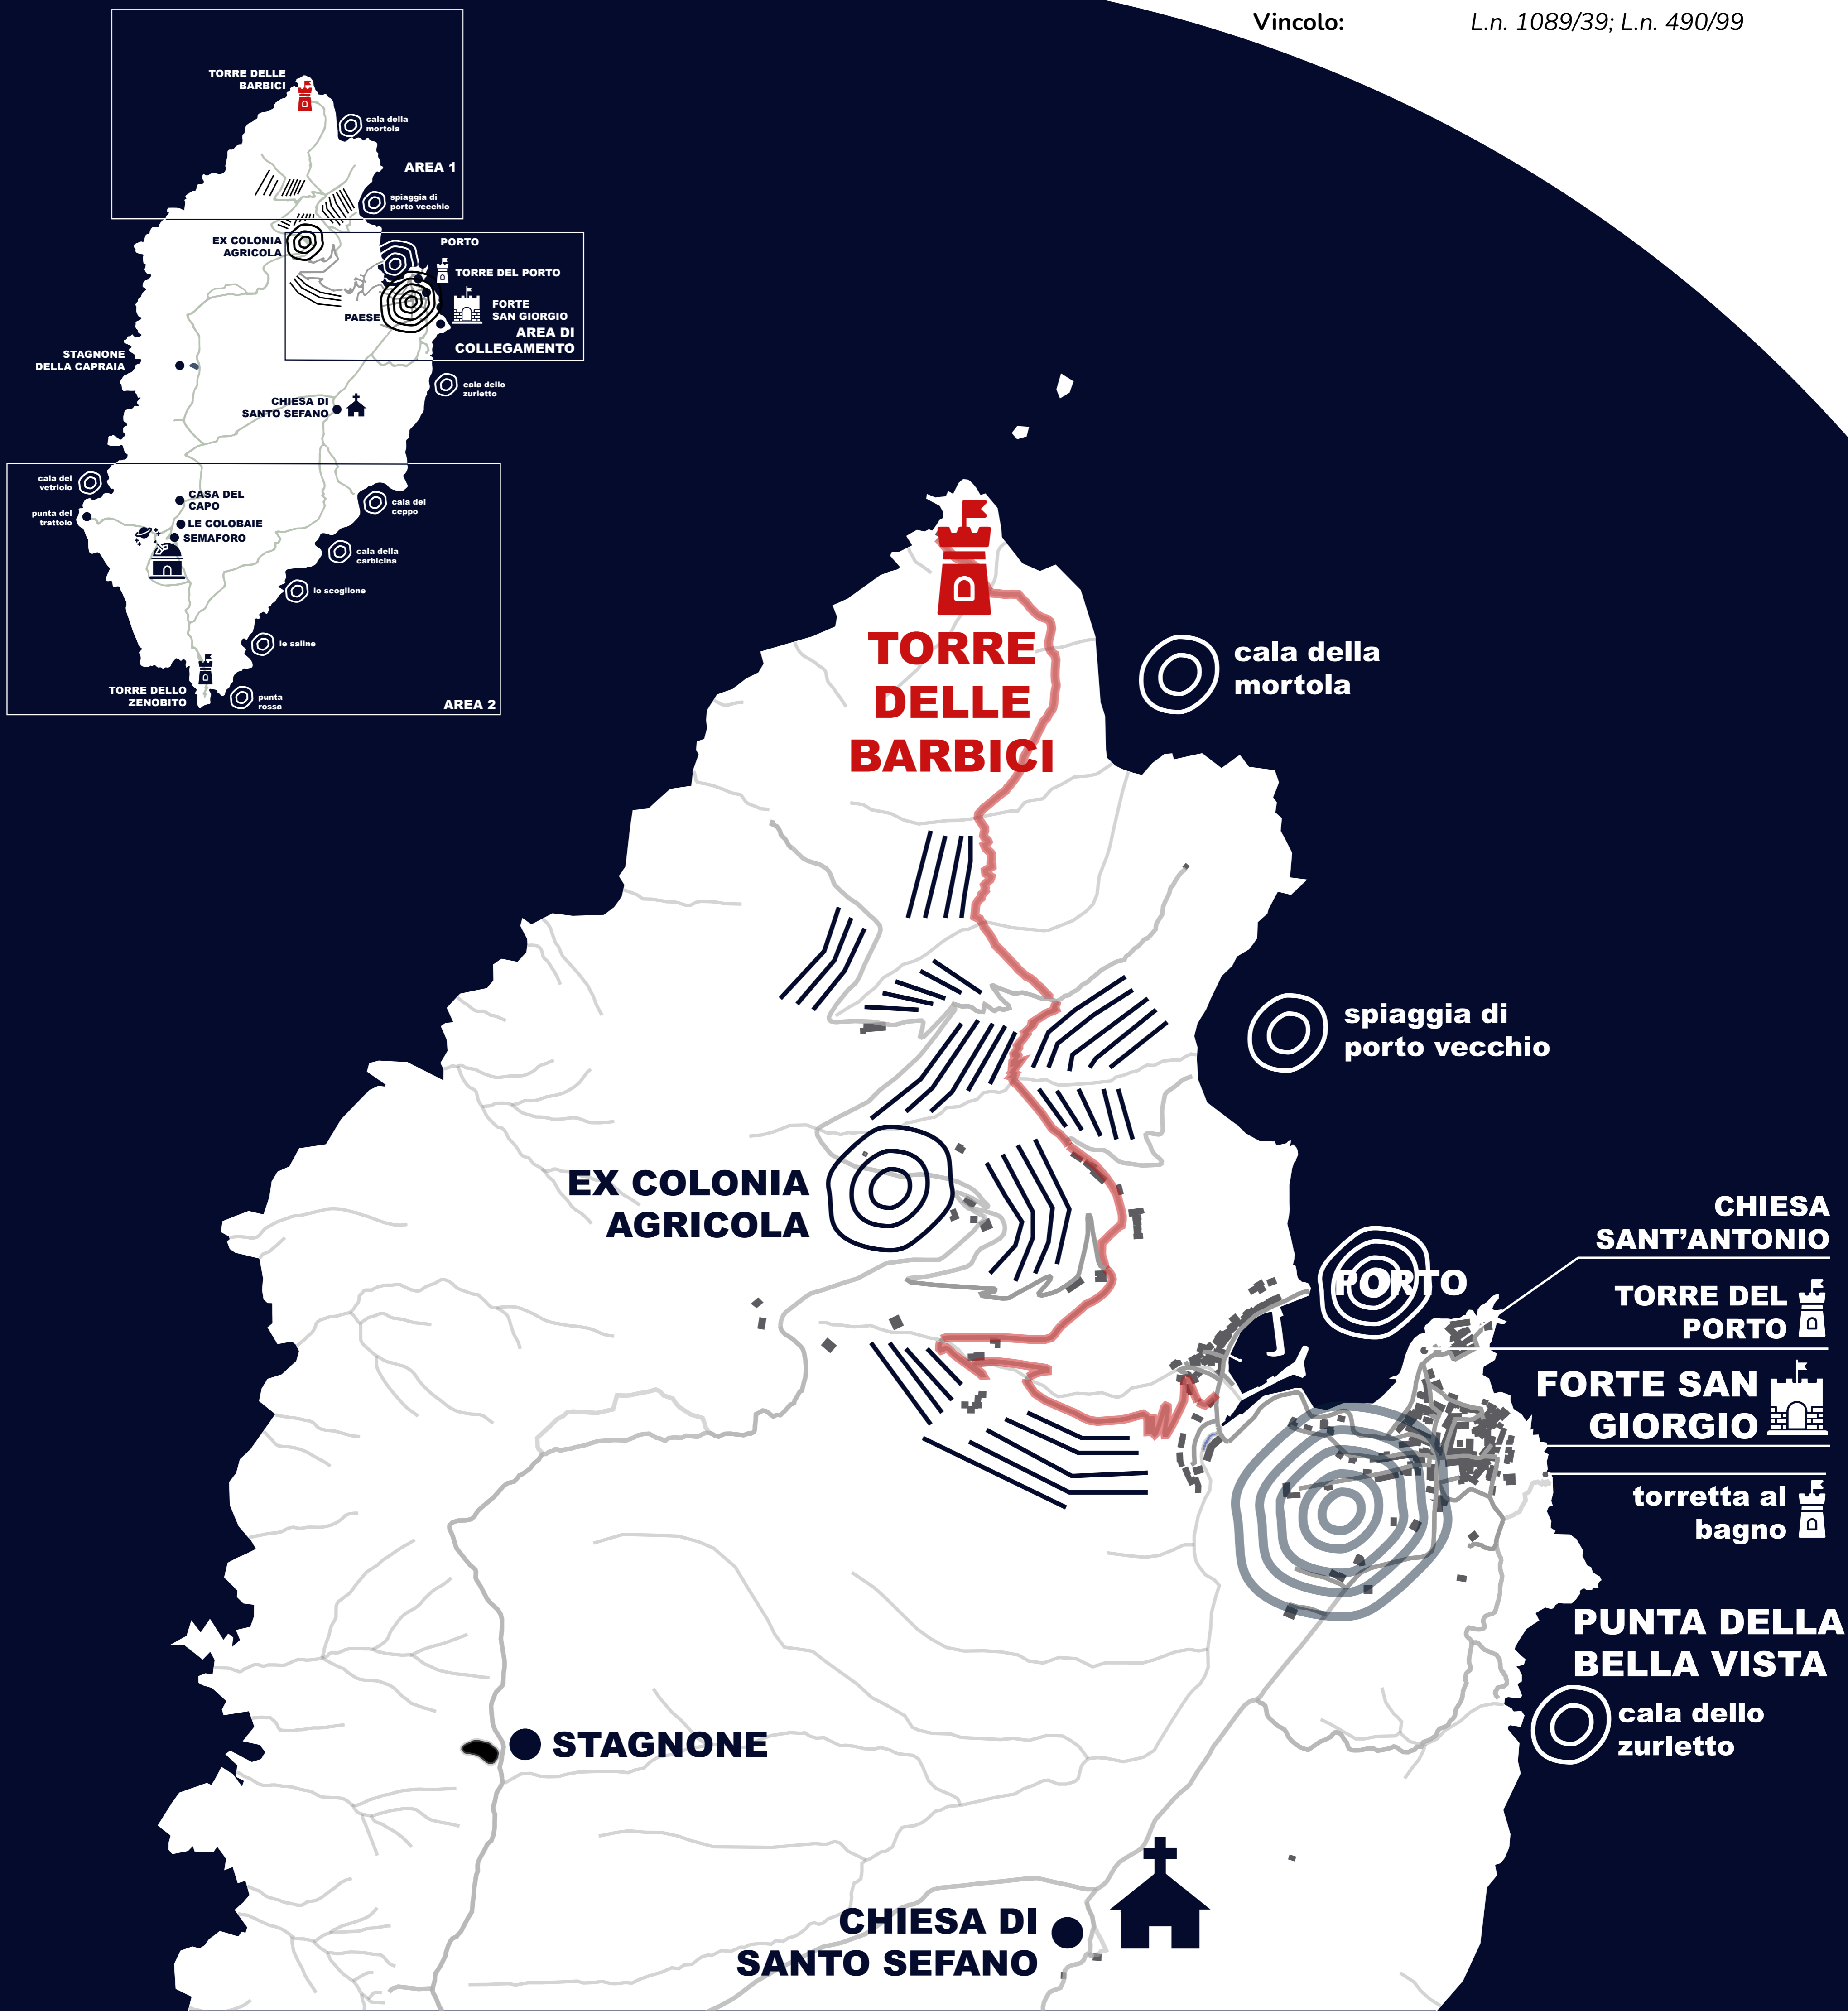 Vincolo: L.n. 1089/39; L.n. 490/99
TORRE DELLE
BARBICI
cala della
mortola
AREA 1
spiaggia di
porto vecchio
EX COLONIA
AGRICOLA
PORTO
TORRE DEL PORTO
FORTE
SAN GIORGIO
PAESE
AREA DI
COLLEGAMENTO
STAGNONE
DELLA CAPRAIA
cala dello
zurletto
CHIESA DI
SANTO SEFANO
cala del
vetriolo
CASA DEL
CAPO
cala del
ceppo
punta del
trattoio
LE COLOBAIE
SEMAFORO
cala della
carbicina
lo scoglione
le saline
TORRE DELLO
ZENOBITO
punta
rossa
AREA 2
TORRE
DELLE
BARBICI
cala della
mortola
spiaggia di
porto vecchio
EX COLONIA
AGRICOLA
CHIESA
SANT’ANTONIO
PORTO
TORRE DEL
PORTO
FORTE SAN
GIORGIO
torretta al
bagno
PUNTA DELLA
BELLA VISTA
cala dello
zurletto
STAGNONE
CHIESA DI
SANTO SEFANO